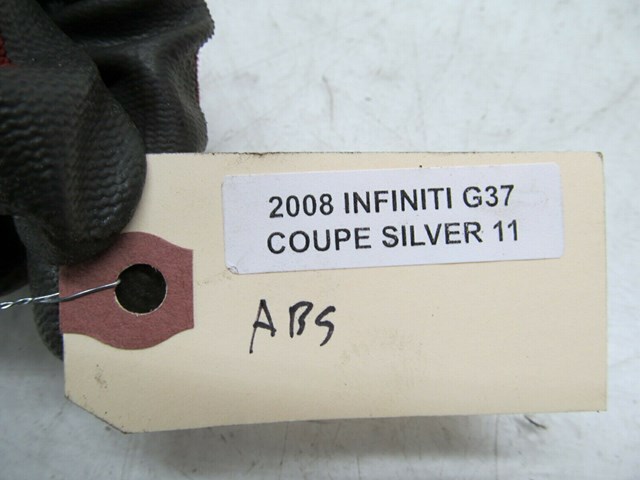 2008 INFINITI G37
COUPE SILVER 11
ABS